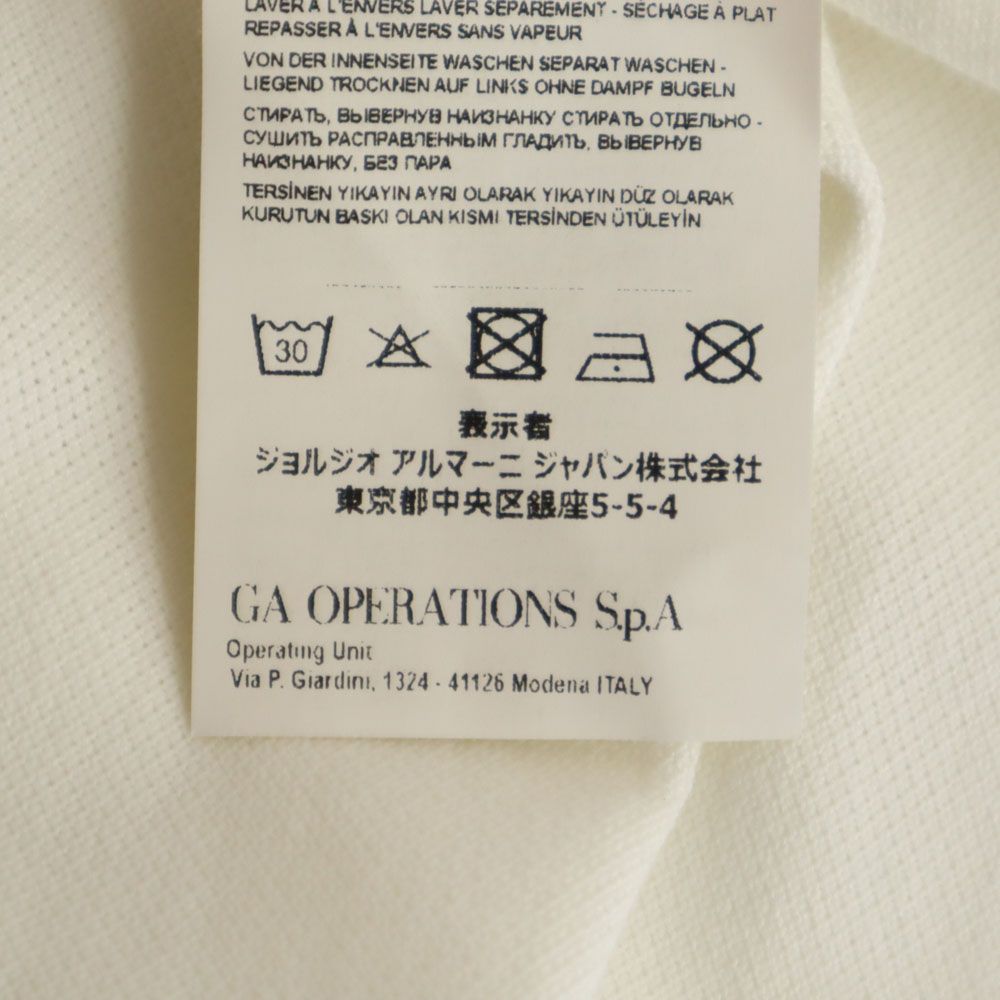 LAVER À L'ENVERS LAVER SEPAREMENT - SÉCHAGE À PLAT
REPASSER À L'ENVERS SANS VAPEUR
VON DER INNENSEITE WASCHEN SEPARAT WASCHEN -
LIEGEND TROCKNEN AUF LINKS OHNE DAMPF BUGELN
СТИРАТЬ, ВЫВЕРНУВ НАИЗНАНКУ СТИРАТЬ ОТДЕЛЬНО -
СУШИТЬ РАСПРАВЛЕННЫМ ГЛАДИТЬ, ВЫВЕРНУВ
НАИЗНАНКУ, БЕЗ ПАРА
TERSİNEN YIKAYIN AYRI OLARAK YIKAYIN DÜZ OLARAK
KURUTUN BASKI OLAN KISMI TERSİNDEN ÜTÜLEYİN
30
表示者
ジョルジオ アルマーニ ジャパン株式会社
東京都中央区銀座5-5-4
GA OPERATIONS S.p.A
Operating Unit
Via P. Giardini, 1324 - 41126 Modena ITALY